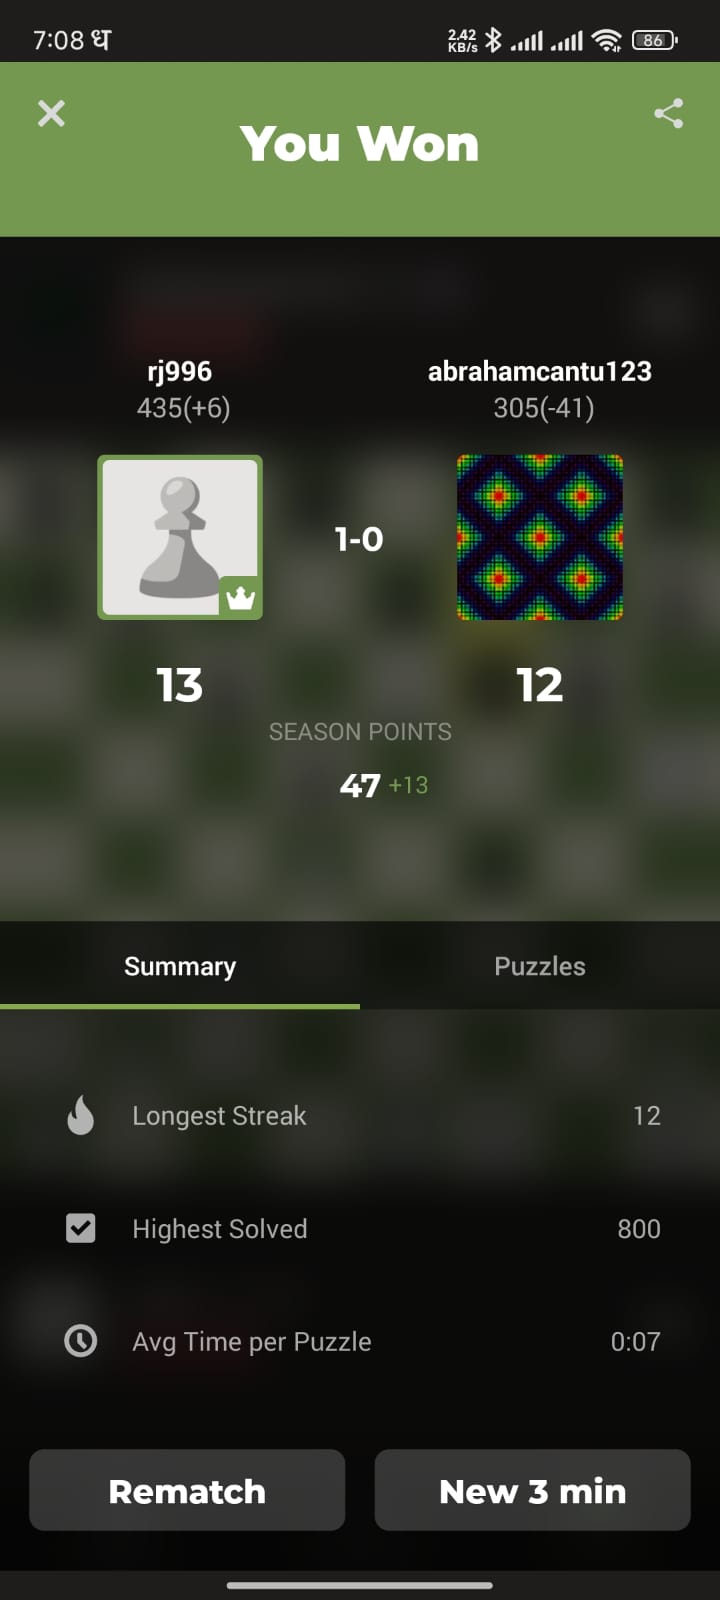 7:08 ध
2.42
KB/s
86
You Won
rj996
435(+6)
abrahamcantu123
305(-41)
1-0
13
12
SEASON POINTS
47 +13
Summary
Puzzles
Longest Streak 12
Highest Solved 800
Avg Time per Puzzle 0:07
Rematch
New 3 min